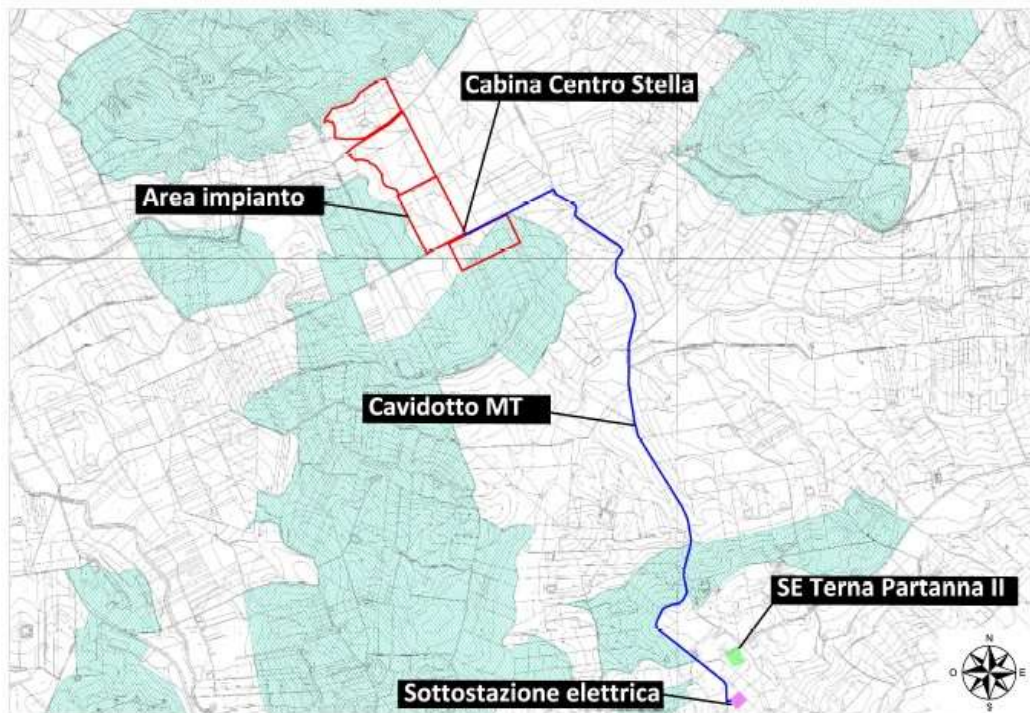 Cabina Centro Stella
Area impianto
Cavidotto MT
SE Terna Partanna II
N
O
E
S
Sottostazione elettrica